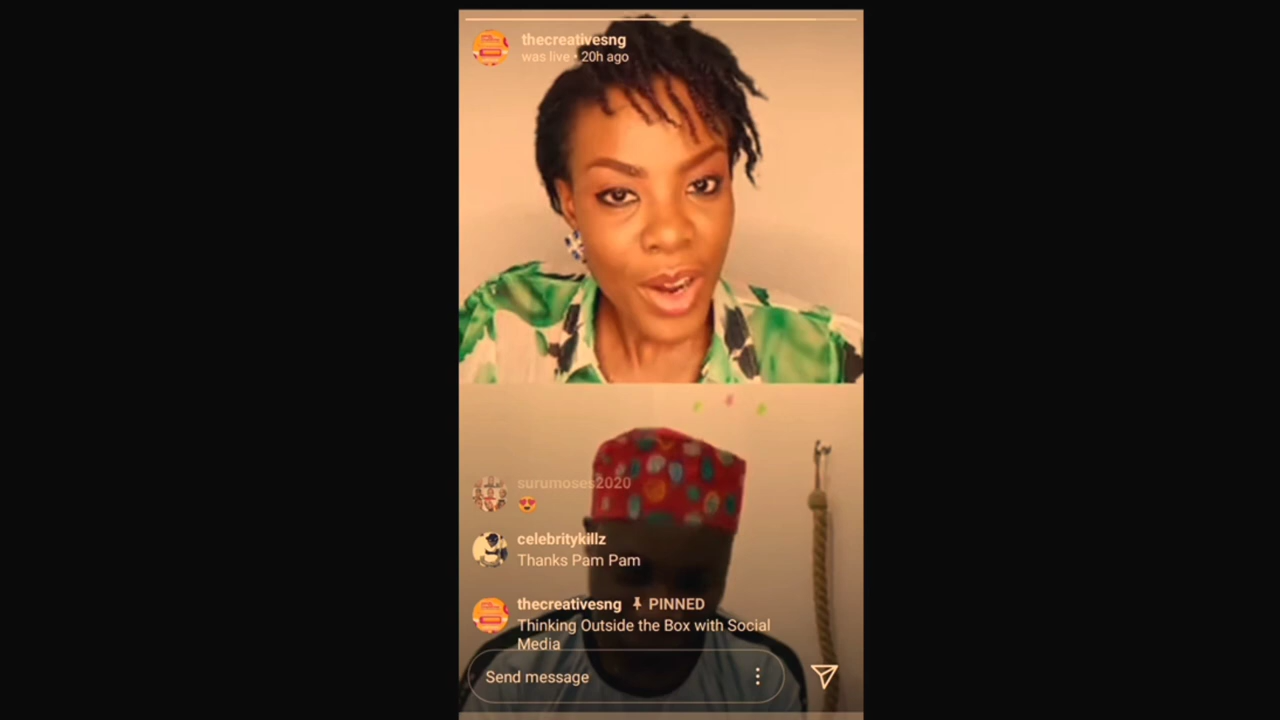 thecreativesng
was live • 20h ago
surumoses2020
😍
celebritykillz
Thanks Pam Pam
thecreativesng PINNED
Thinking Outside the Box with Social
Media
Send message